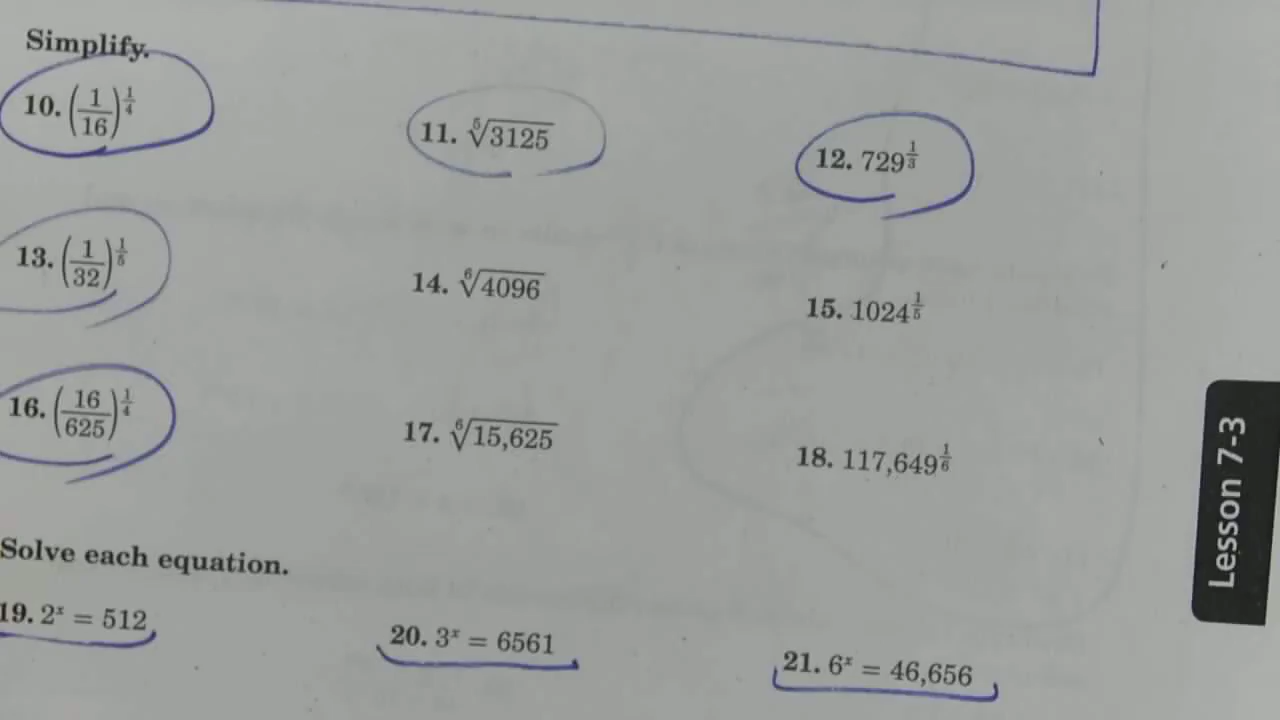 Simplify.
10. (1/16)^(1/4)
11. ⁵√3125
12. 729^(1/3)
13. (1/32)^(1/5)
14. ⁶√4096
15. 1024^(1/5)
16. (16/625)^(1/4)
17. ⁶√15,625
18. 117,649^(1/6)
Solve each equation.
19. 2^x = 512
20. 3^x = 6561
21. 6^x = 46,656
Lesson 7-3